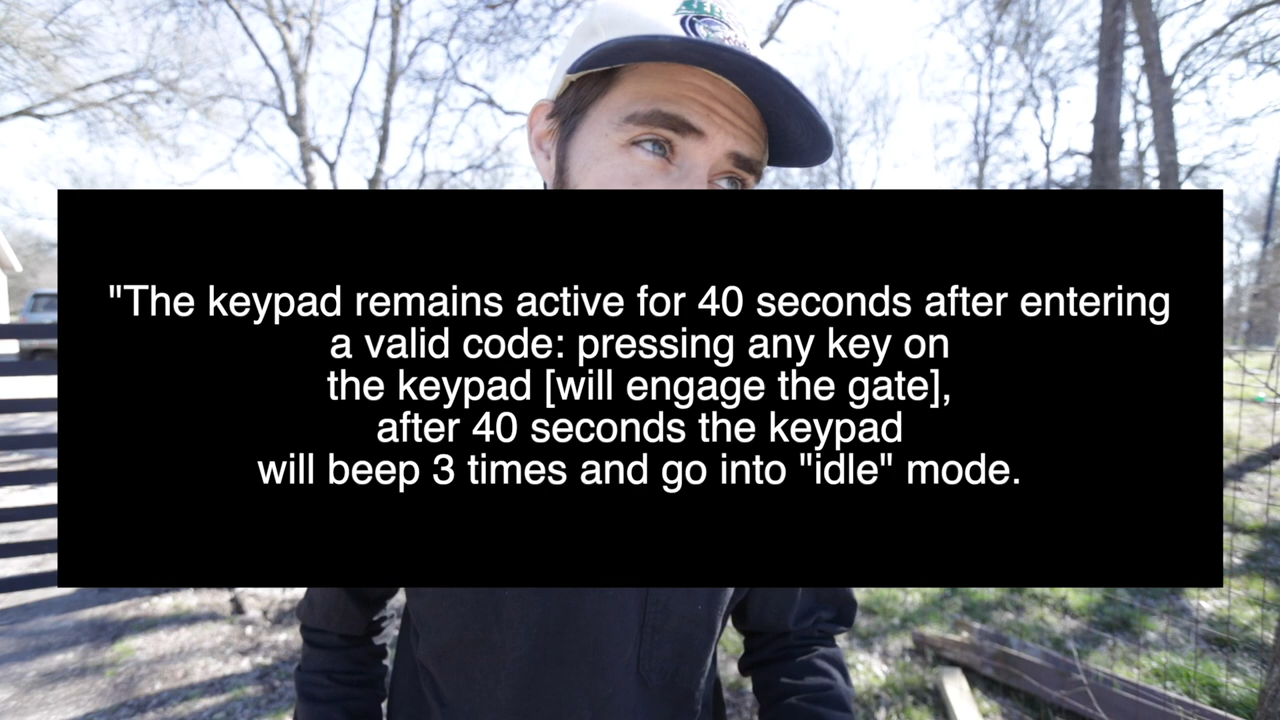 "The keypad remains active for 40 seconds after entering
a valid code: pressing any key on
the keypad [will engage the gate],
after 40 seconds the keypad
will beep 3 times and go into "idle" mode.